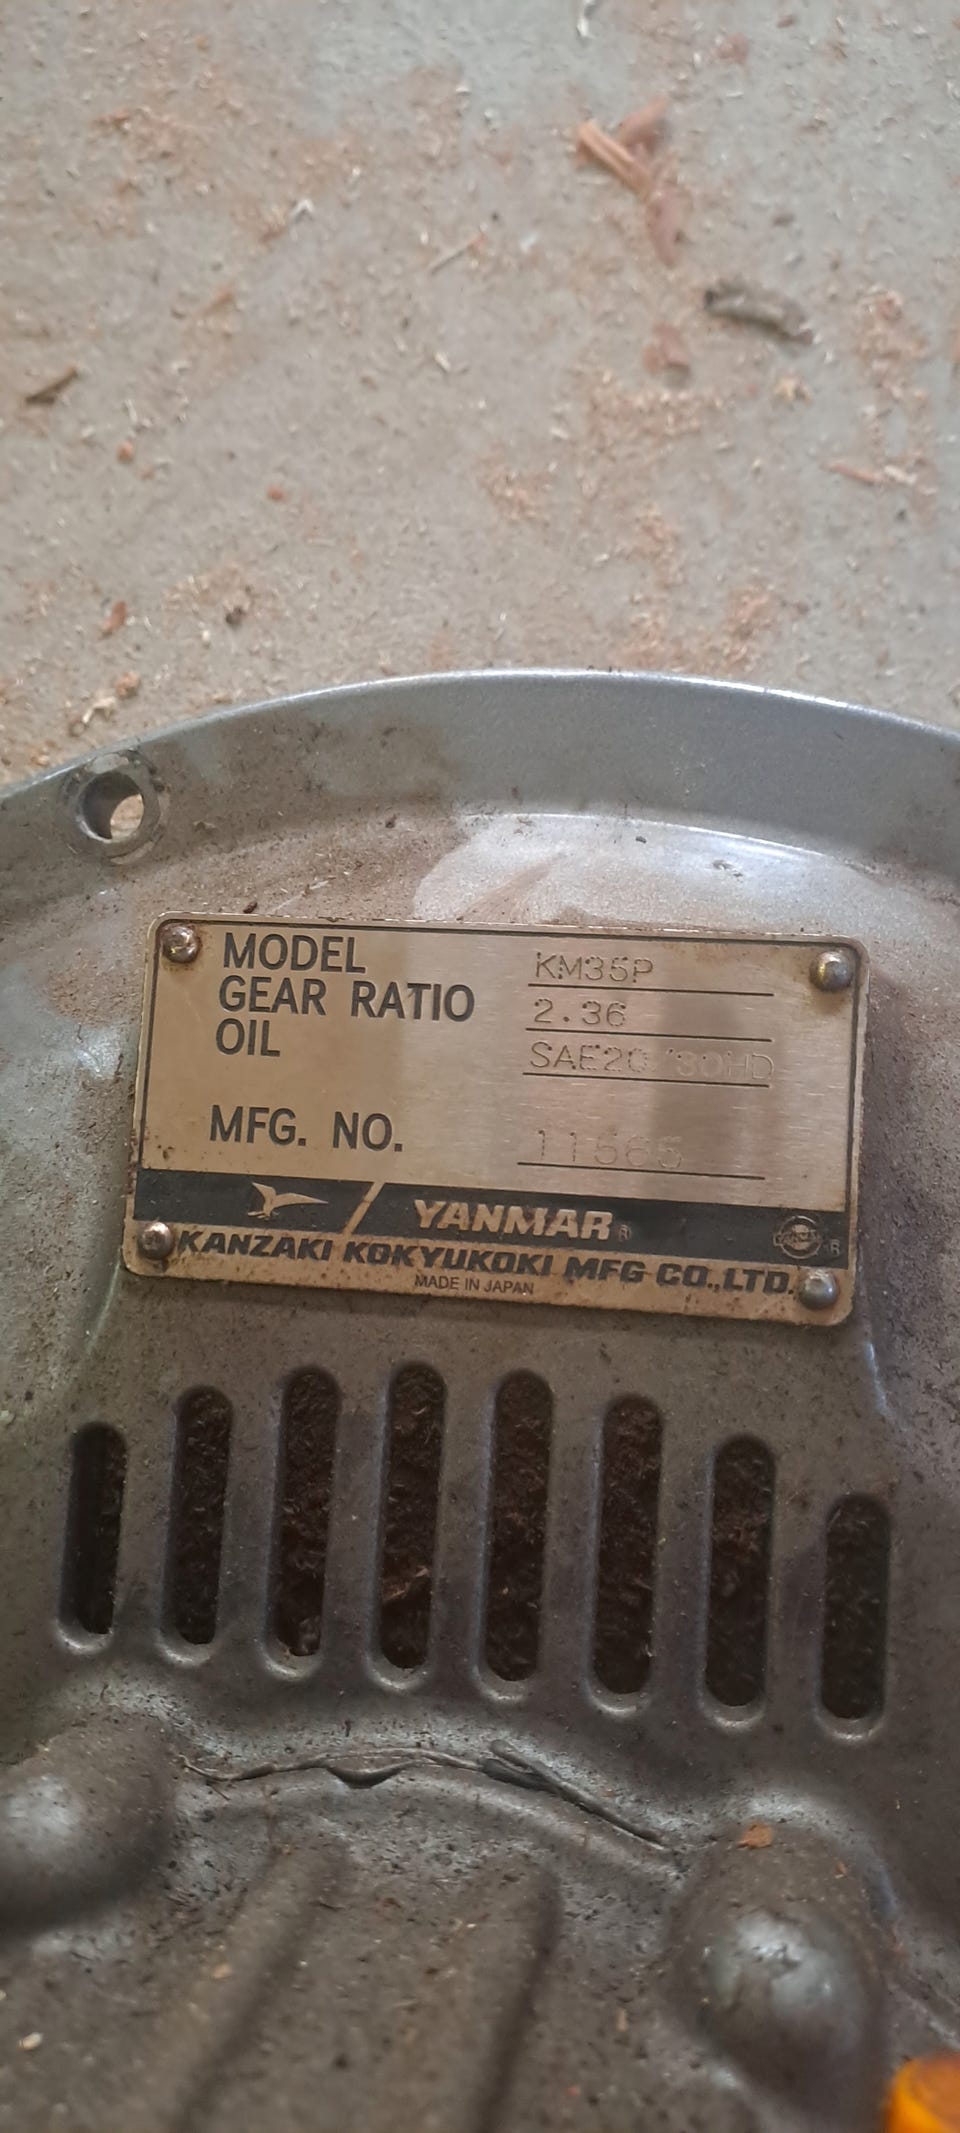 MODEL KM35P
GEAR RATIO 2.36
OIL SAE20/30HD
MFG. NO. 11565
YANMAR®
KANZAKI KOKYUKOKI MFG CO.,LTD.
MADE IN JAPAN